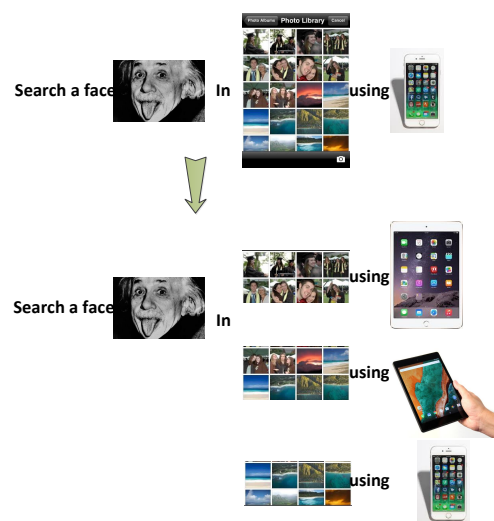 Photo Albums Photo Library Cancel
Search a face In using
using
Search a face
In
using
using